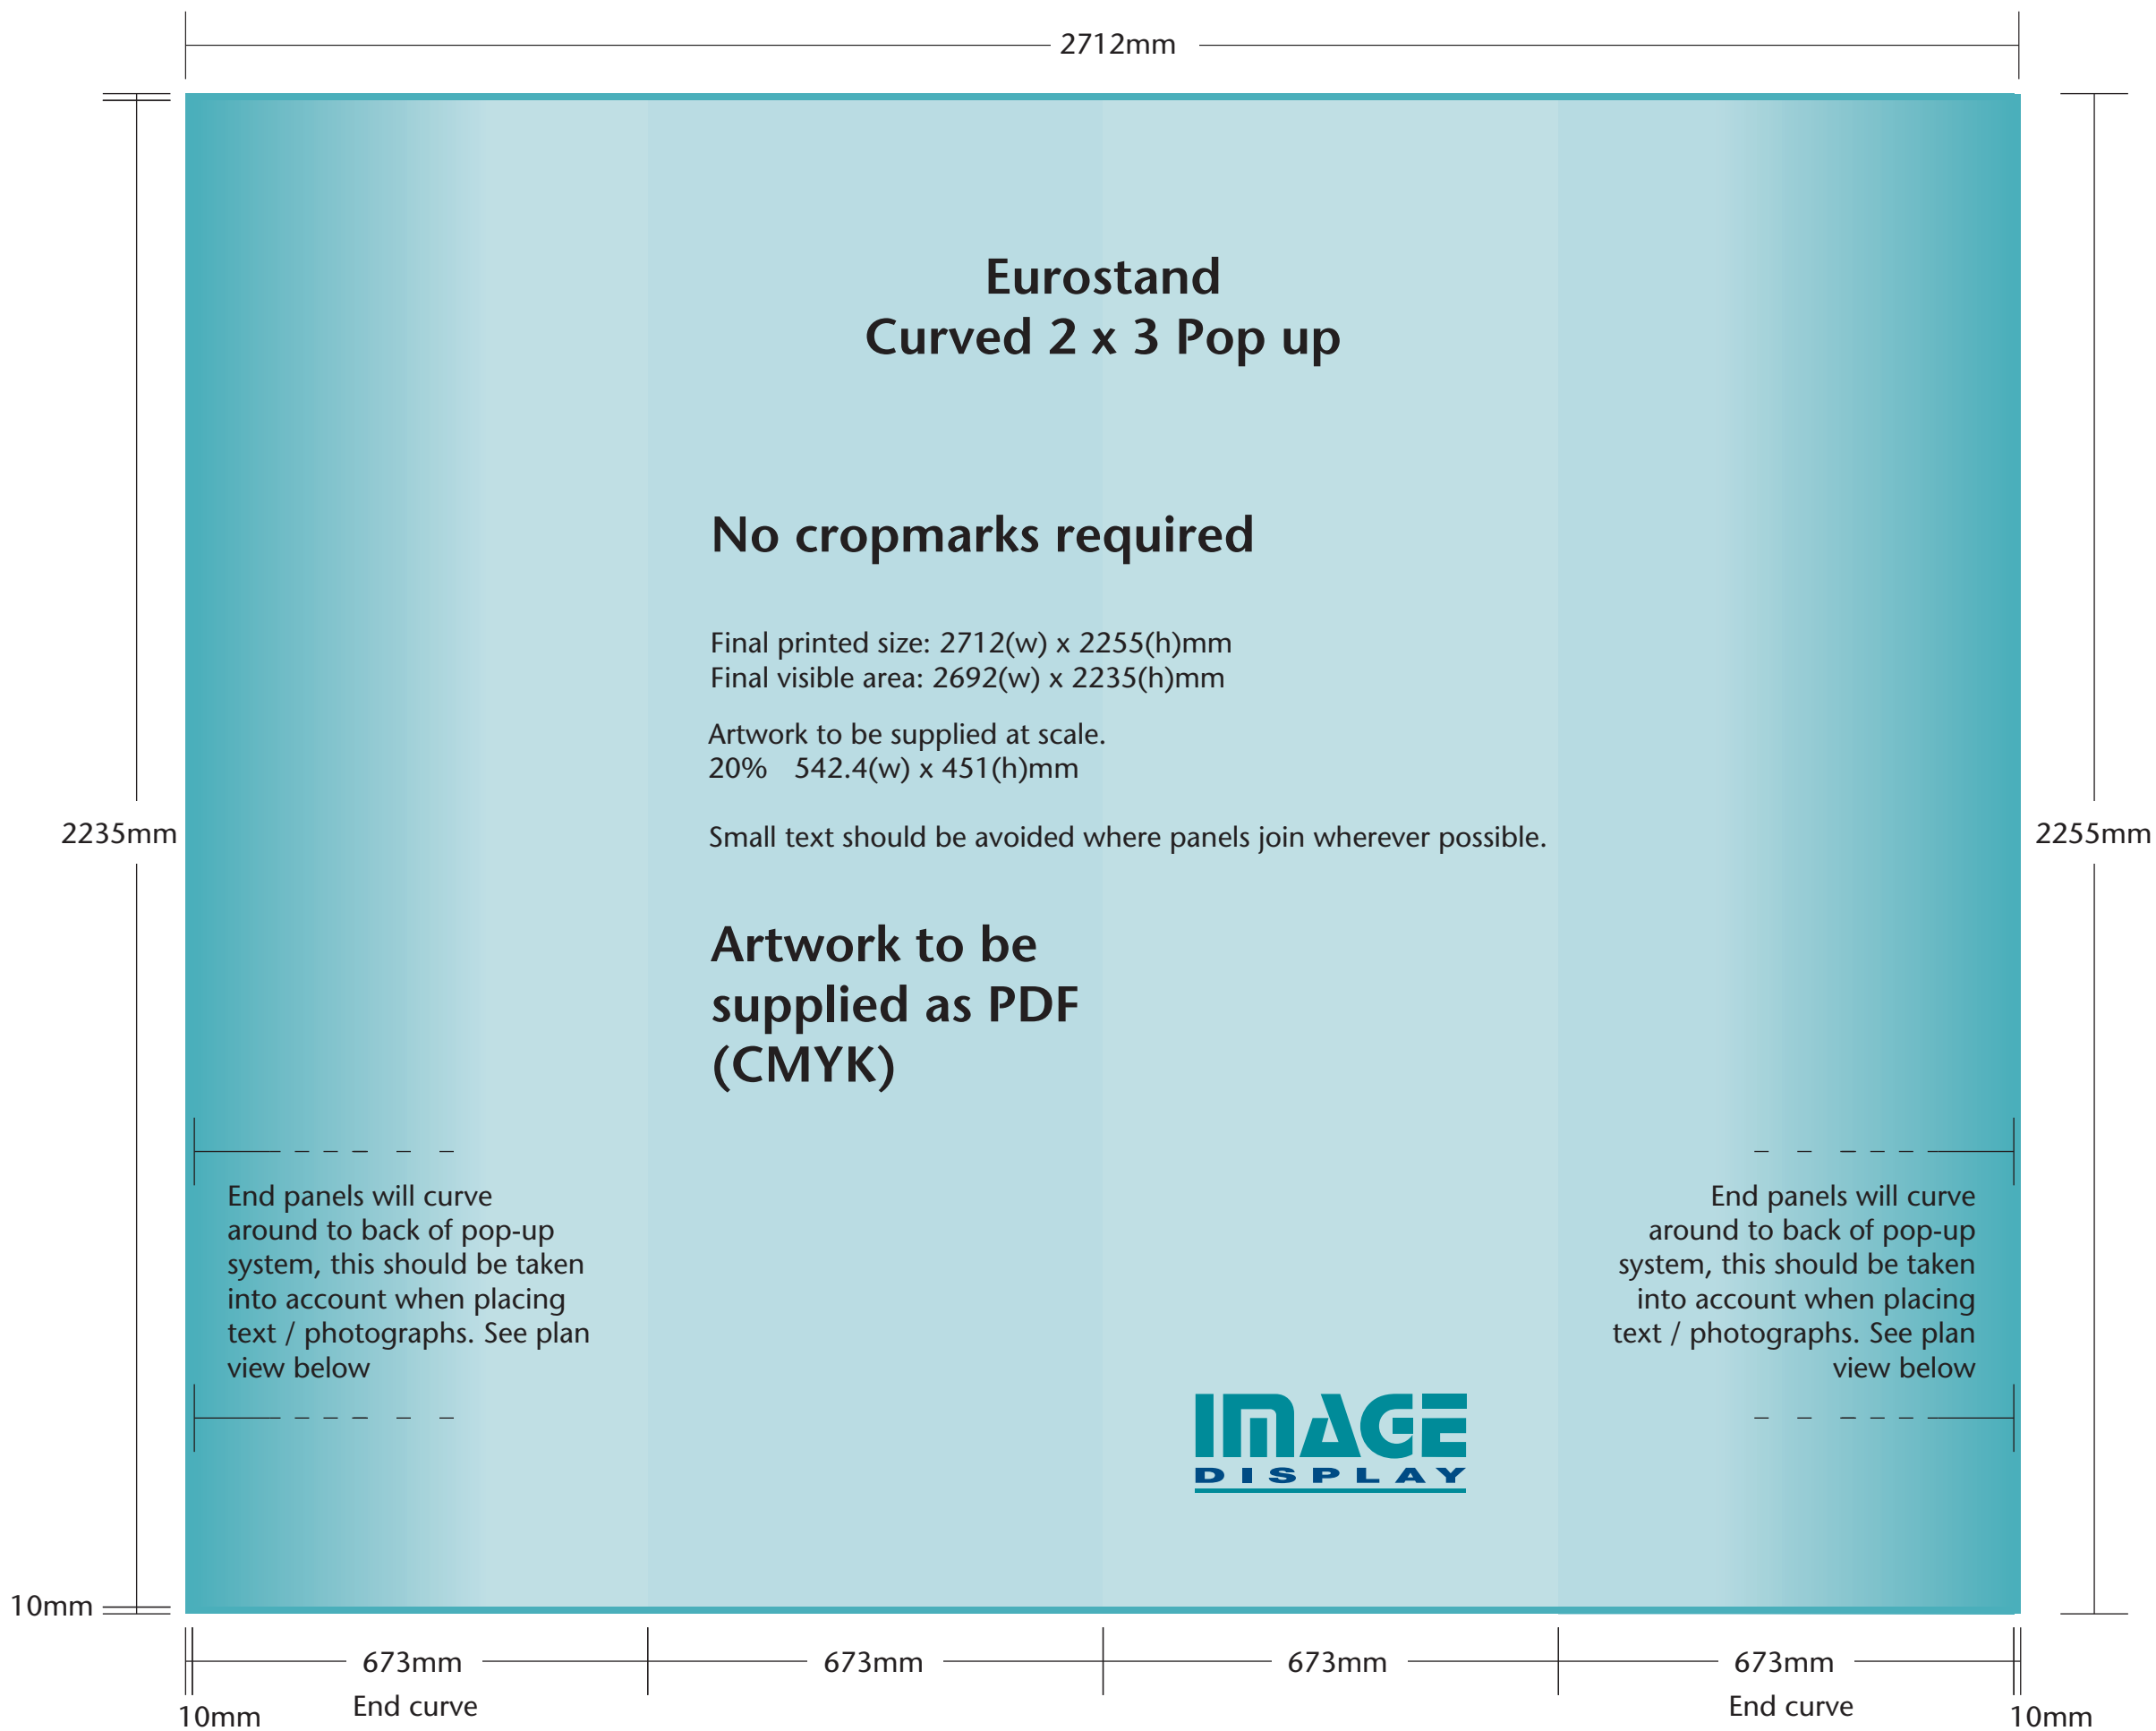 2712mm
Eurostand
Curved 2 x 3 Pop up
No cropmarks required
Final printed size: 2712(w) x 2255(h)mm
Final visible area: 2692(w) x 2235(h)mm
Artwork to be supplied at scale.
20% 542.4(w) x 451(h)mm
2235mm
Small text should be avoided where panels join wherever possible.
2255mm
Artwork to be
supplied as PDF
(CMYK)
End panels will curve
around to back of pop-up
system, this should be taken
into account when placing
text / photographs. See plan
view below
End panels will curve
around to back of pop-up
system, this should be taken
into account when placing
text / photographs. See plan
view below
IMAGE
DISPLAY
10mm
673mm
673mm
673mm
673mm
10mm
End curve
End curve
10mm